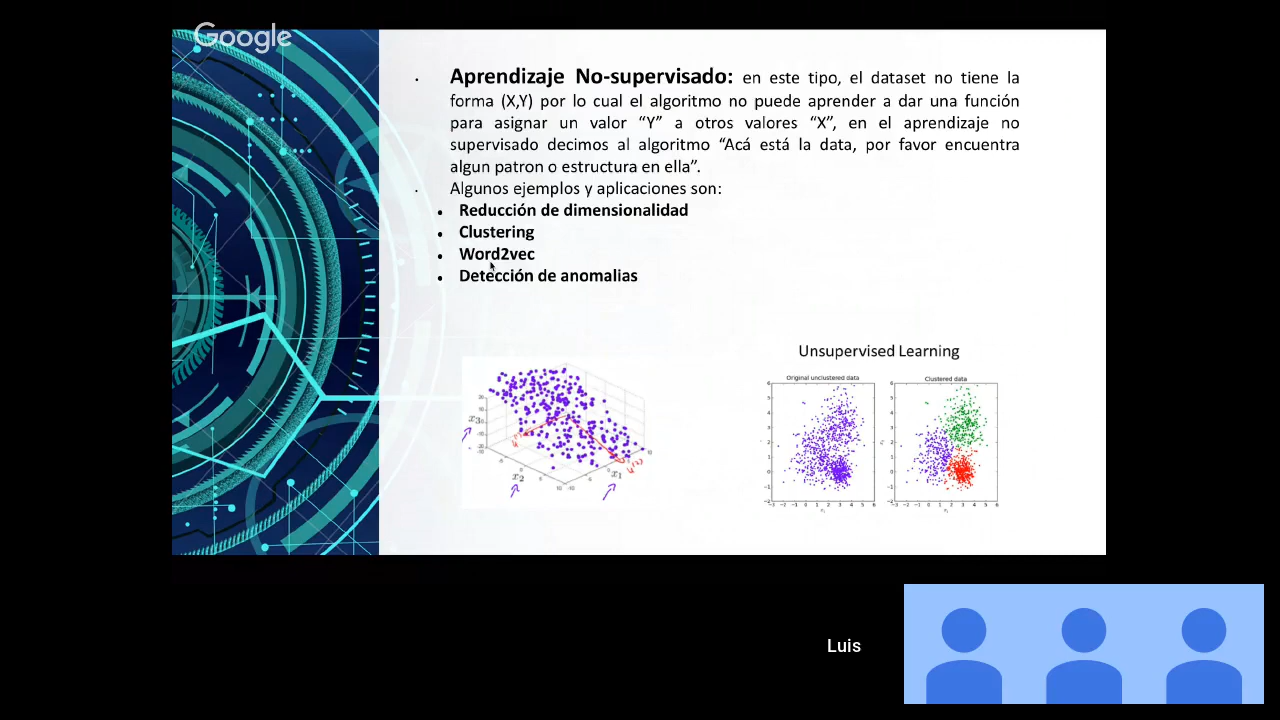 Google
Aprendizaje No-supervisado: en este tipo, el dataset no tiene la
forma (X,Y) por lo cual el algoritmo no puede aprender a dar una función
para asignar un valor “Y” a otros valores “X”, en el aprendizaje no
supervisado decimos al algoritmo “Acá está la data, por favor encuentra
algun patron o estructura en ella”.
Algunos ejemplos y aplicaciones son:
Reducción de dimensionalidad
Clustering
Word2vec
Detección de anomalias
Unsupervised Learning
Original unclustered data
Clustered data
x3
x2
x1
Luis